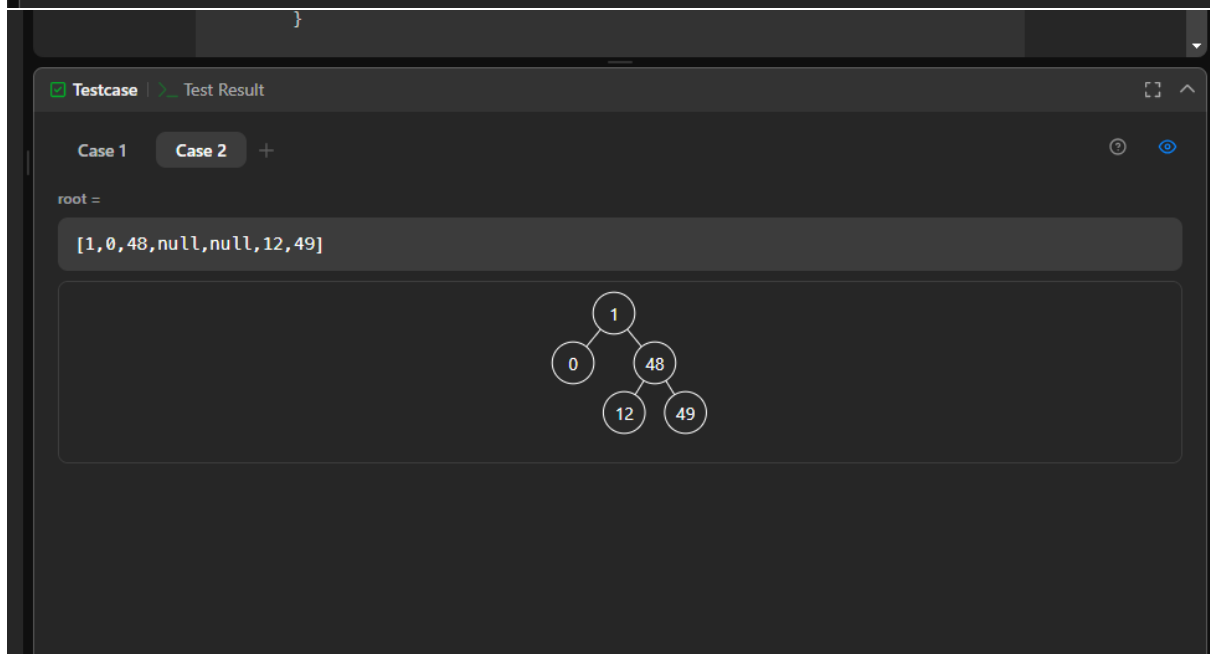 }
Testcase | >_ Test Result
Case 1 Case 2 +
root =
[1,0,48,null,null,12,49]
1
0 48
12 49